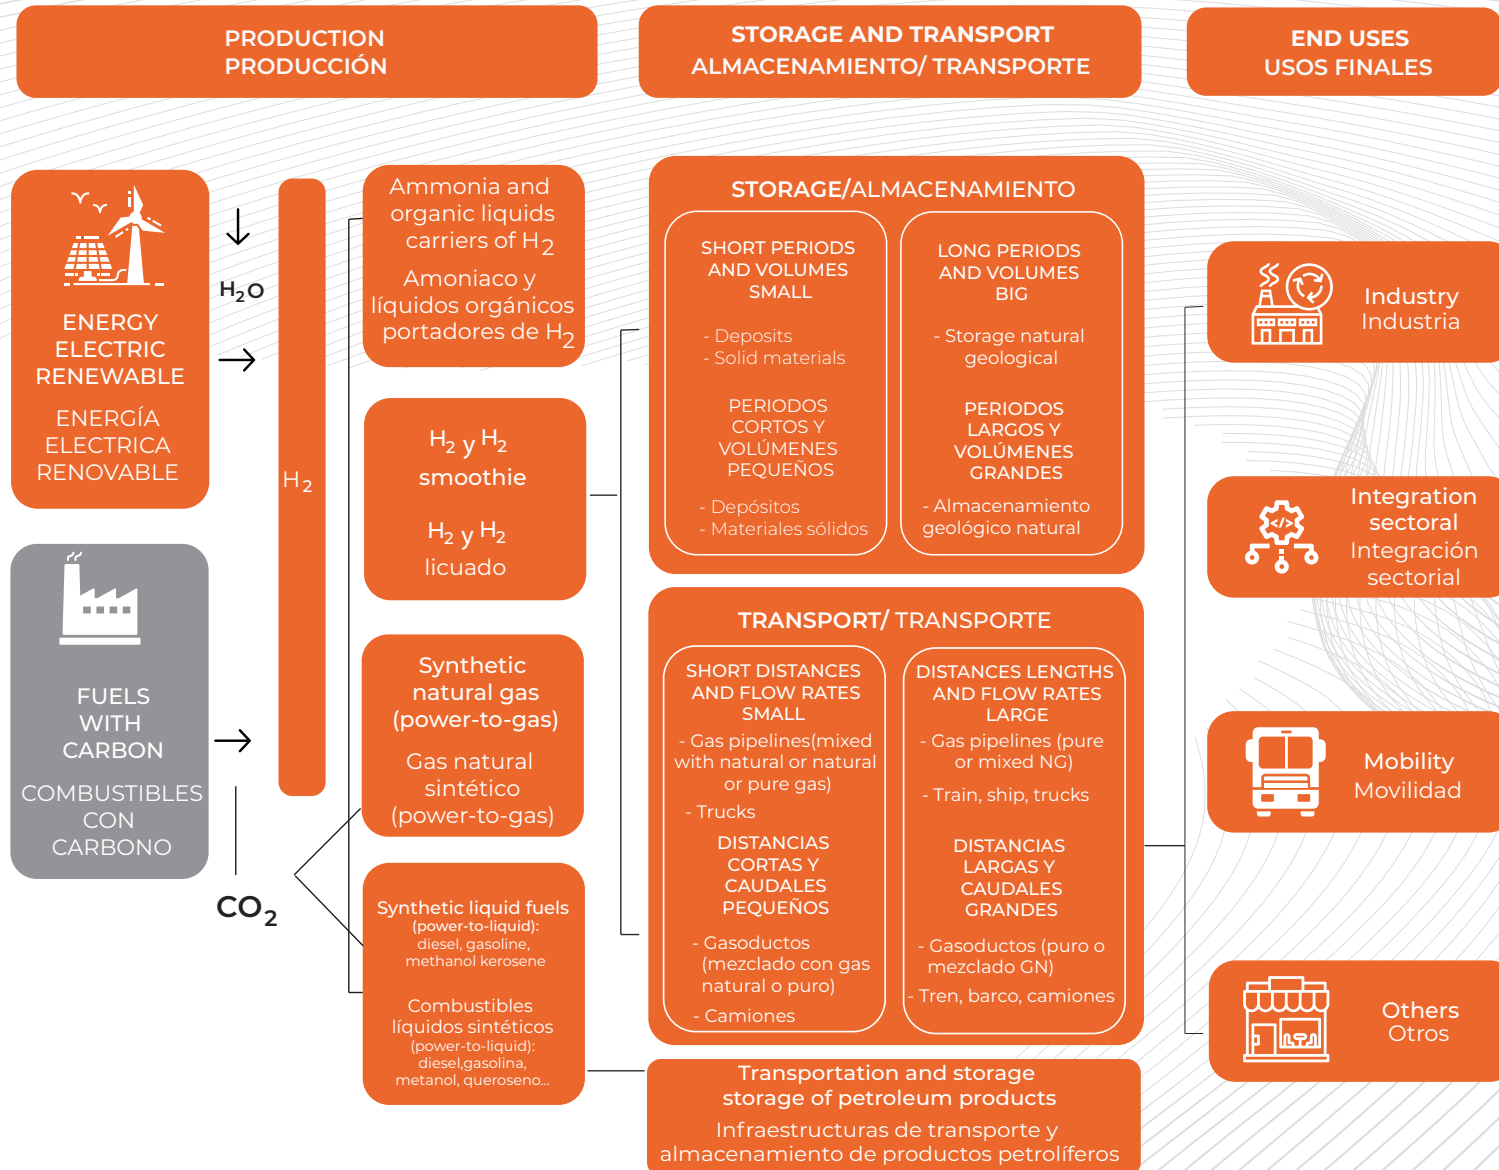 PRODUCTION
PRODUCCIÓN
STORAGE AND TRANSPORT
ALMACENAMIENTO/ TRANSPORTE
END USES
USOS FINALES
ENERGY
ELECTRIC
RENEWABLE
ENERGÍA
ELECTRICA
RENOVABLE
H2O
FUELS
WITH
CARBON
COMBUSTIBLES
CON
CARBONO
CO2
H2
Ammonia and
organic liquids
carriers of H2
Amoniaco y
líquidos orgánicos
portadores de H2
H2 y H2
smoothie
H2 y H2
licuado
Synthetic
natural gas
(power-to-gas)
Gas natural
sintético
(power-to-gas)
Synthetic liquid fuels
(power-to-liquid):
diesel, gasoline,
methanol kerosene
Combustibles
líquidos sintéticos
(power-to-liquid):
diesel,gasolina,
metanol, queroseno...
STORAGE/ALMACENAMIENTO
SHORT PERIODS
AND VOLUMES
SMALL
- Deposits
- Solid materials
PERIODOS
CORTOS Y
VOLÚMENES
PEQUEÑOS
- Depósitos
- Materiales sólidos
LONG PERIODS
AND VOLUMES
BIG
- Storage natural
geological
PERIODOS
LARGOS Y
VOLÚMENES
GRANDES
- Almacenamiento
geológico natural
TRANSPORT/ TRANSPORTE
SHORT DISTANCES
AND FLOW RATES
SMALL
- Gas pipelines(mixed
with natural or natural
or pure gas)
- Trucks
DISTANCIAS
CORTAS Y
CAUDALES
PEQUEÑOS
- Gasoductos
(mezclado con gas
natural o puro)
- Camiones
DISTANCES LENGTHS
AND FLOW RATES
LARGE
- Gas pipelines (pure
or mixed NG)
- Train, ship, trucks
DISTANCIAS
LARGAS Y
CAUDALES
GRANDES
- Gasoductos (puro o
mezclado GN)
- Tren, barco, camiones
Transportation and storage
storage of petroleum products
Infraestructuras de transporte y
almacenamiento de productos petrolíferos
Industry
Industria
</>
Integration
sectoral
Integración
sectorial
Mobility
Movilidad
Others
Otros